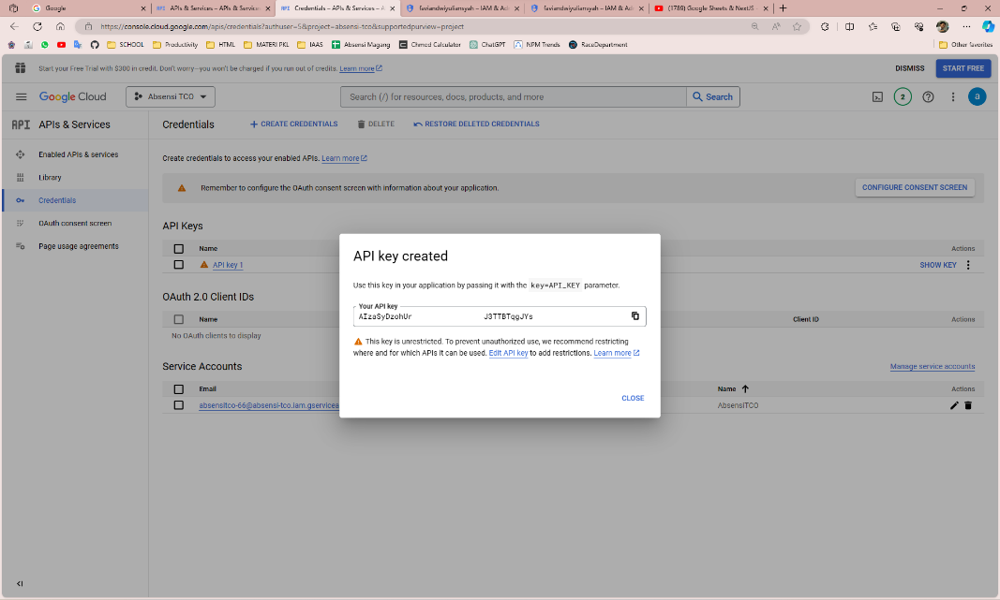 Google
API APIs & Services – APIs & Services
API Credentials – APIs & Services – A
faviandwiyuliansyah – IAM & Ad
faviandwiyuliansyah – IAM & Ad
(1789) Google Sheets & NextJS
https://console.cloud.google.com/apis/credentials?authuser=5&project=absensi-tco&supportedpurview=project
SCHOOL
Productivity
HTML
MATERI PKL
IAAS
Absensi Magang
Chmod Calculator
ChatGPT
NPM Trends
RaceDepartment
Other favorites
Start your Free Trial with $300 in credit. Don't worry—you won't be charged if you run out of credits. Learn more
DISMISS
START FREE
Google Cloud
Absensi TCO
Search (/) for resources, docs, products, and more
Search
2
a
API APIs & Services
Credentials
+ CREATE CREDENTIALS
DELETE
RESTORE DELETED CREDENTIALS
Enabled APIs & services
Library
Credentials
OAuth consent screen
Page usage agreements
Create credentials to access your enabled APIs. Learn more
Remember to configure the OAuth consent screen with information about your application.
CONFIGURE CONSENT SCREEN
API Keys
Name
Actions
API key 1
SHOW KEY
OAuth 2.0 Client IDs
Name
Client ID
Actions
No OAuth clients to display
Service Accounts
Manage service accounts
Email
Name
Actions
absensitco-66@absensi-tco.iam.gservicea
AbsensiTCO
API key created
Use this key in your application by passing it with the key=API_KEY parameter.
Your API key
AIzaSyDzohUr J3TTBTqgJYs
This key is unrestricted. To prevent unauthorized use, we recommend restricting
where and for which APIs it can be used. Edit API key to add restrictions. Learn more
CLOSE